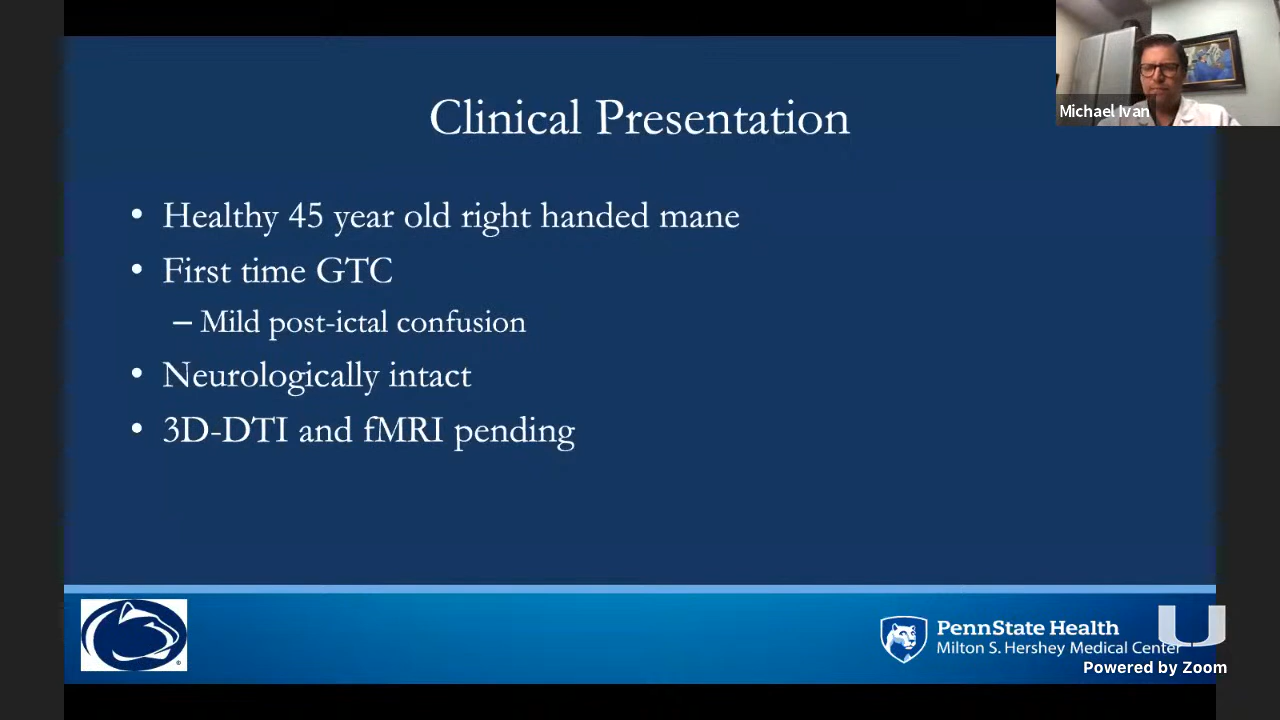 Clinical Presentation
Michael Ivan
• Healthy 45 year old right handed mane
• First time GTC
– Mild post-ictal confusion
• Neurologically intact
• 3D-DTI and fMRI pending
PennState Health
Milton S. Hershey Medical Center
U
Powered by Zoom